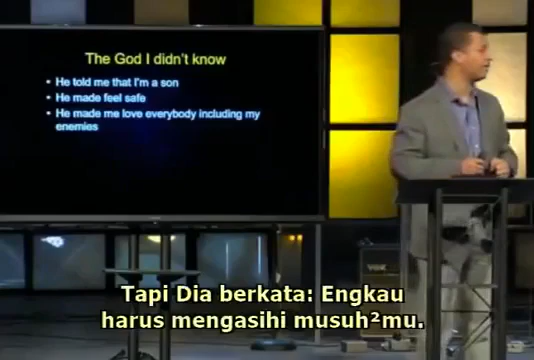 The God I didn't know
• He told me that I'm a son
• He made feel safe
• He made me love everybody including my
enemies
VOX
Tapi Dia berkata: Engkau
harus mengasihi musuh²mu.